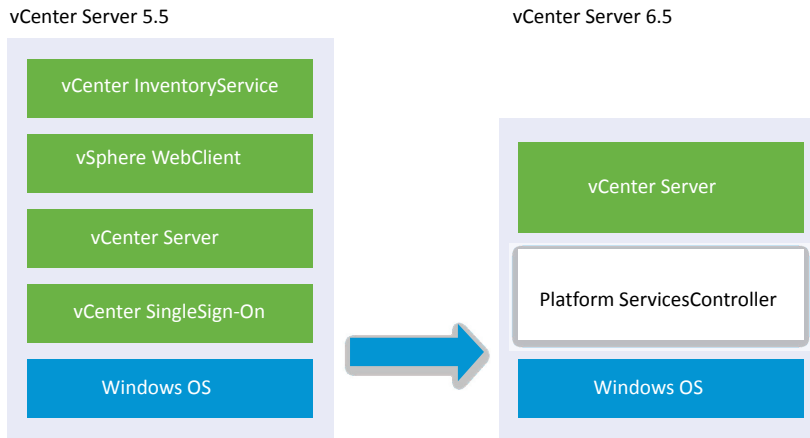 vCenter Server 5.5
vCenter InventoryService
vSphere WebClient
vCenter Server
vCenter SingleSign-On
Windows OS
vCenter Server 6.5
vCenter Server
Platform ServicesController
Windows OS